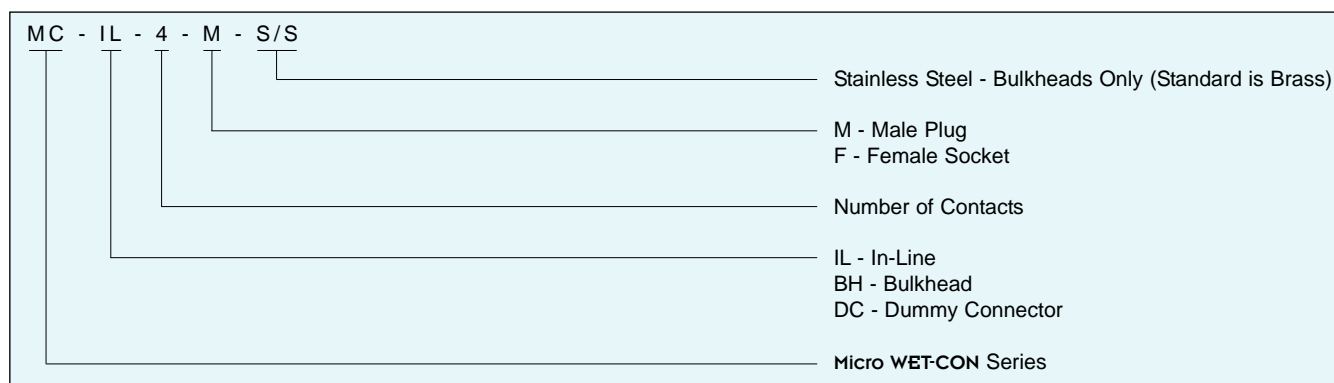 MC - IL - 4 - M - S/S
Stainless Steel - Bulkheads Only (Standard is Brass)
M - Male Plug
F - Female Socket
Number of Contacts
IL - In-Line
BH - Bulkhead
DC - Dummy Connector
Micro WET-CON Series